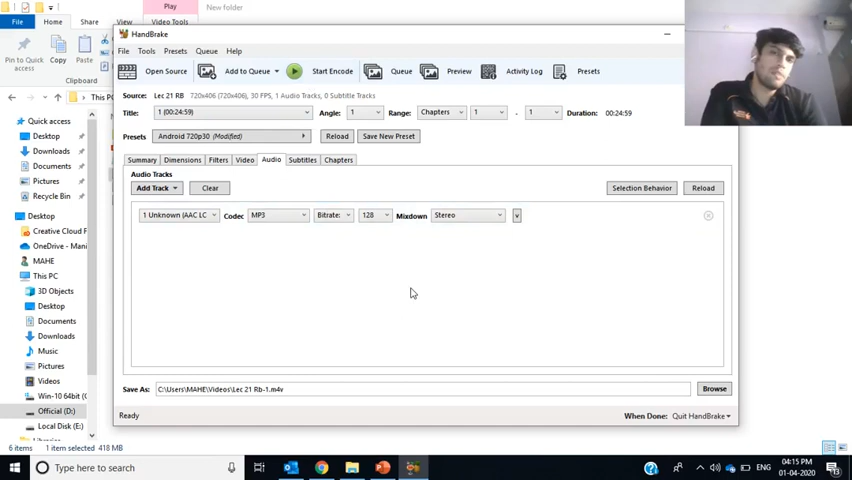 Play
New folder
File
Home
Share
View
Video Tools
HandBrake
File Tools Presets Queue Help
Pin to Quick access
Copy
Paste
Clipboard
Open Source
Add to Queue
Start Encode
Queue
Preview
Activity Log
Presets
This PC
Source: Lec 21 RB 720x406 (720x406), 30 FPS, 1 Audio Tracks, 0 Subtitle Tracks
Title: 1 (00:24:59) Angle: 1 Range: Chapters 1 - 1 Duration: 00:24:59
Presets Android 720p30 (Modified) Reload Save New Preset
Summary Dimensions Filters Video Audio Subtitles Chapters
Audio Tracks
Add Track Clear Selection Behavior Reload
1 Unknown (AAC LC Codec MP3 Bitrate: 128 Mixdown Stereo
Quick access
Desktop
Downloads
Documents
Pictures
Recycle Bin
Desktop
Creative Cloud F
OneDrive - Mani
MAHE
This PC
3D Objects
Desktop
Documents
Downloads
Music
Pictures
Videos
Win-10 64bit (
Official (D:)
Local Disk (E:)
Save As: C:\Users\MAHE\Videos\Lec 21 Rb-1.m4v Browse
Ready
When Done: Quit HandBrake
6 items 1 item selected 418 MB
Type here to search
ENG
04:15 PM
01-04-2020
13